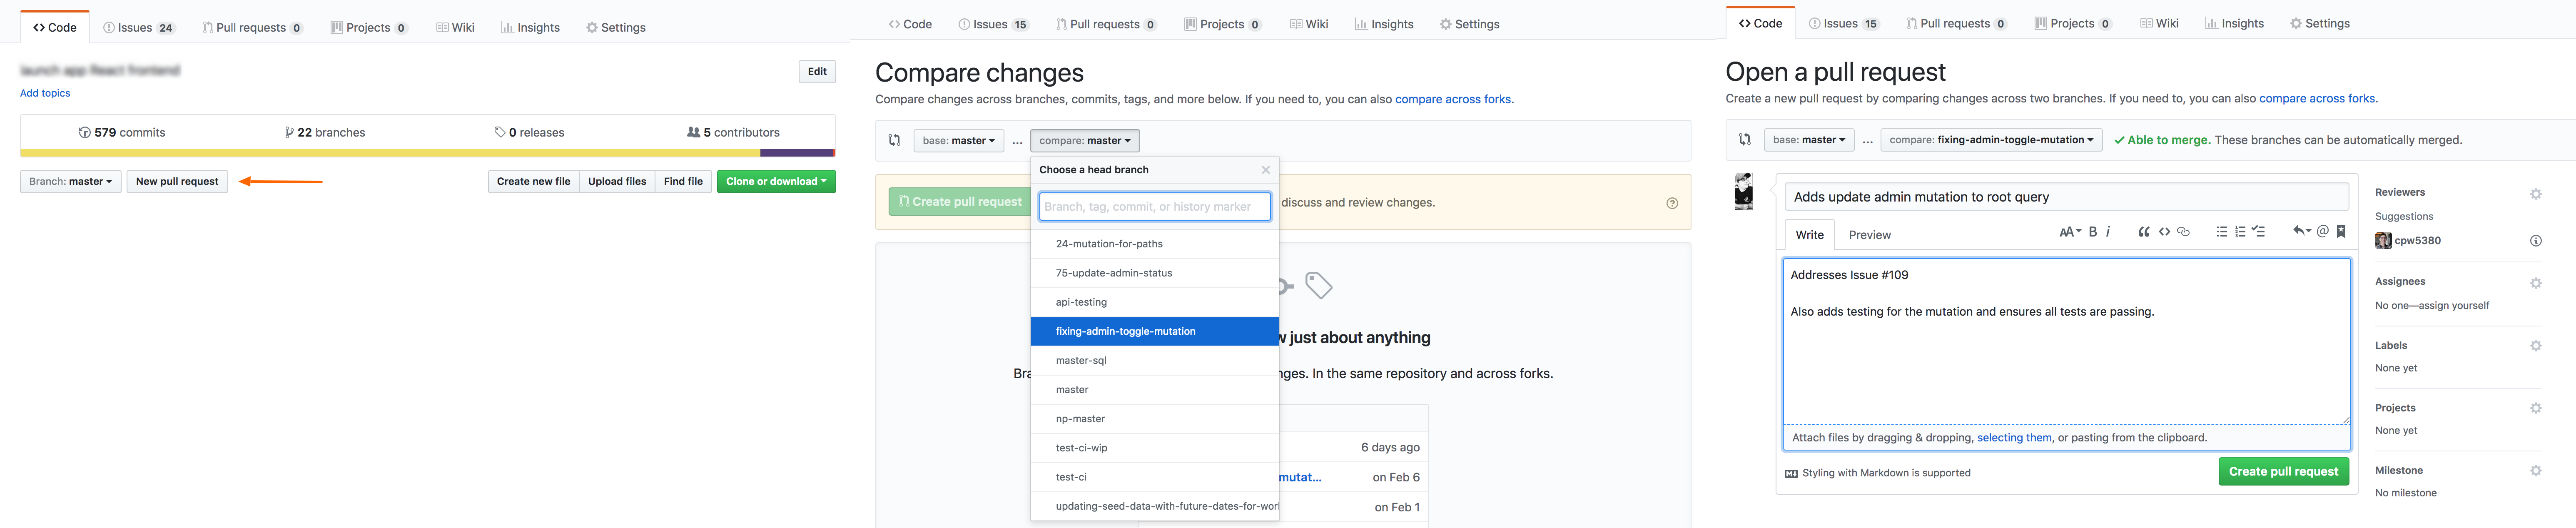 Code Issues 24 Pull requests 0 Projects 0 Wiki Insights Settings
Edit
Add topics
579 commits 22 branches 0 releases 5 contributors
Branch: master New pull request Create new file Upload files Find file Clone or download
Code Issues 15 Pull requests 0 Projects 0 Wiki Insights Settings
Compare changes
Compare changes across branches, commits, tags, and more below. If you need to, you can also compare across forks.
base: master ... compare: master
Choose a head branch
Branch, tag, commit, or history marker
Create pull request discuss and review changes.
24-mutation-for-paths
75-update-admin-status
api-testing
fixing-admin-toggle-mutation
just about anything
master-sql
In the same repository and across forks.
master
np-master
test-ci-wip
6 days ago
test-ci
on Feb 6
updating-seed-data-with-future-dates-for-worl
on Feb 1
Code Issues 15 Pull requests 0 Projects 0 Wiki Insights Settings
Open a pull request
Create a new pull request by comparing changes across two branches. If you need to, you can also compare across forks.
base: master ... compare: fixing-admin-toggle-mutation Able to merge. These branches can be automatically merged.
Adds update admin mutation to root query
Write Preview AA B i
Addresses Issue #109
Also adds testing for the mutation and ensures all tests are passing.
Attach files by dragging & dropping, selecting them, or pasting from the clipboard.
Styling with Markdown is supported
Create pull request
Reviewers
Suggestions
cpw5380
Assignees
No one—assign yourself
Labels
None yet
Projects
None yet
Milestone
No milestone